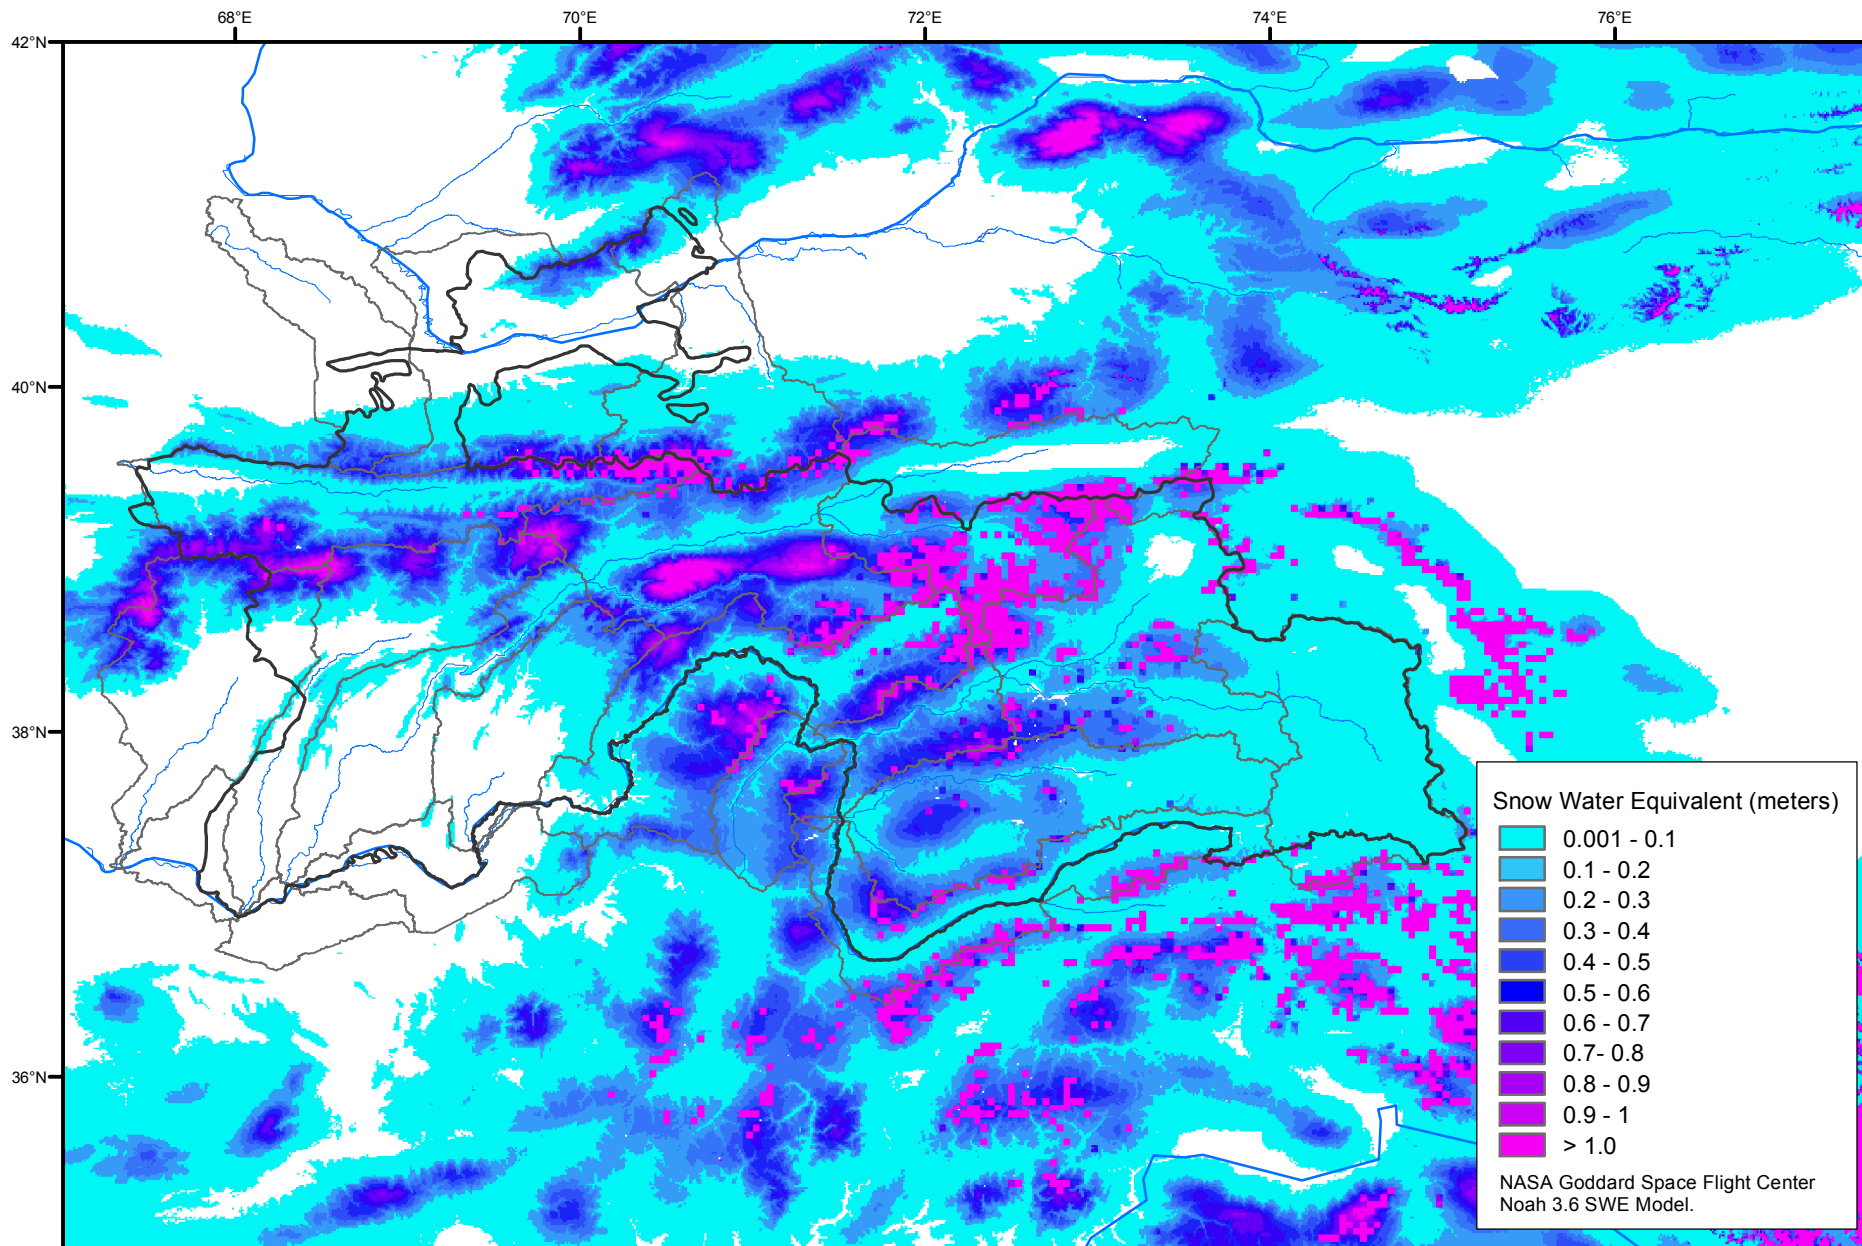 68°E
70°E
72°E
74°E
76°E
42°N
40°N
38°N
36°N
Snow Water Equivalent (meters)
0.001 - 0.1
0.1 - 0.2
0.2 - 0.3
0.3 - 0.4
0.4 - 0.5
0.5 - 0.6
0.6 - 0.7
0.7- 0.8
0.8 - 0.9
0.9 - 1
> 1.0
NASA Goddard Space Flight Center
Noah 3.6 SWE Model.